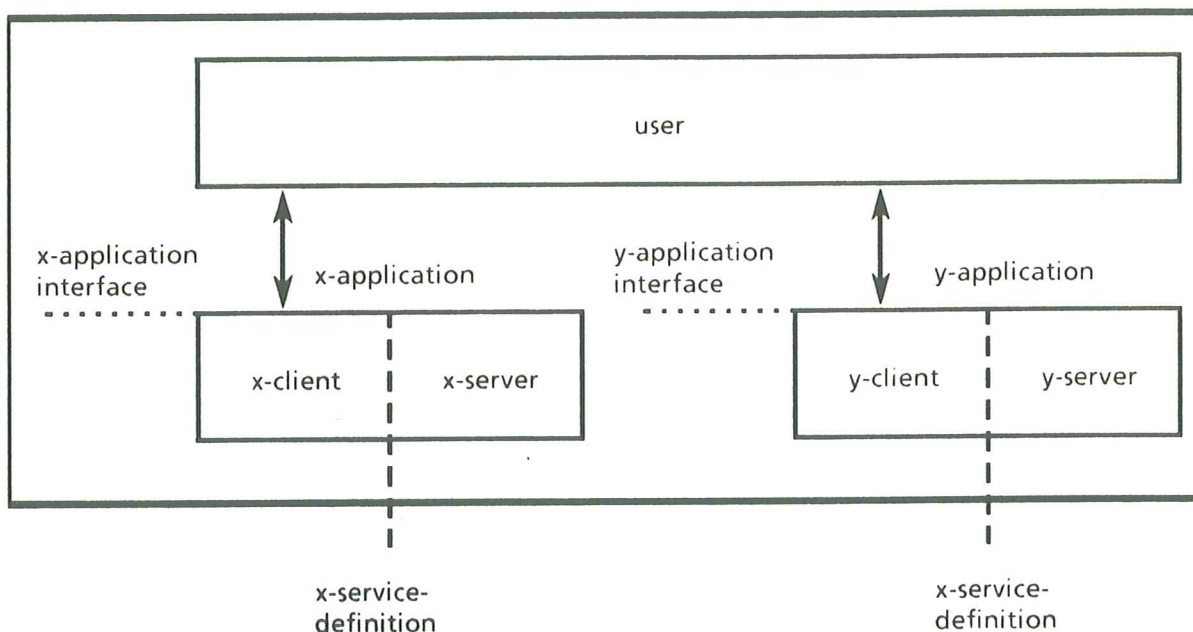 user
x-application
interface
x-application
y-application
interface
y-application
x-client
x-server
y-client
y-server
x-service-
definition
x-service-
definition